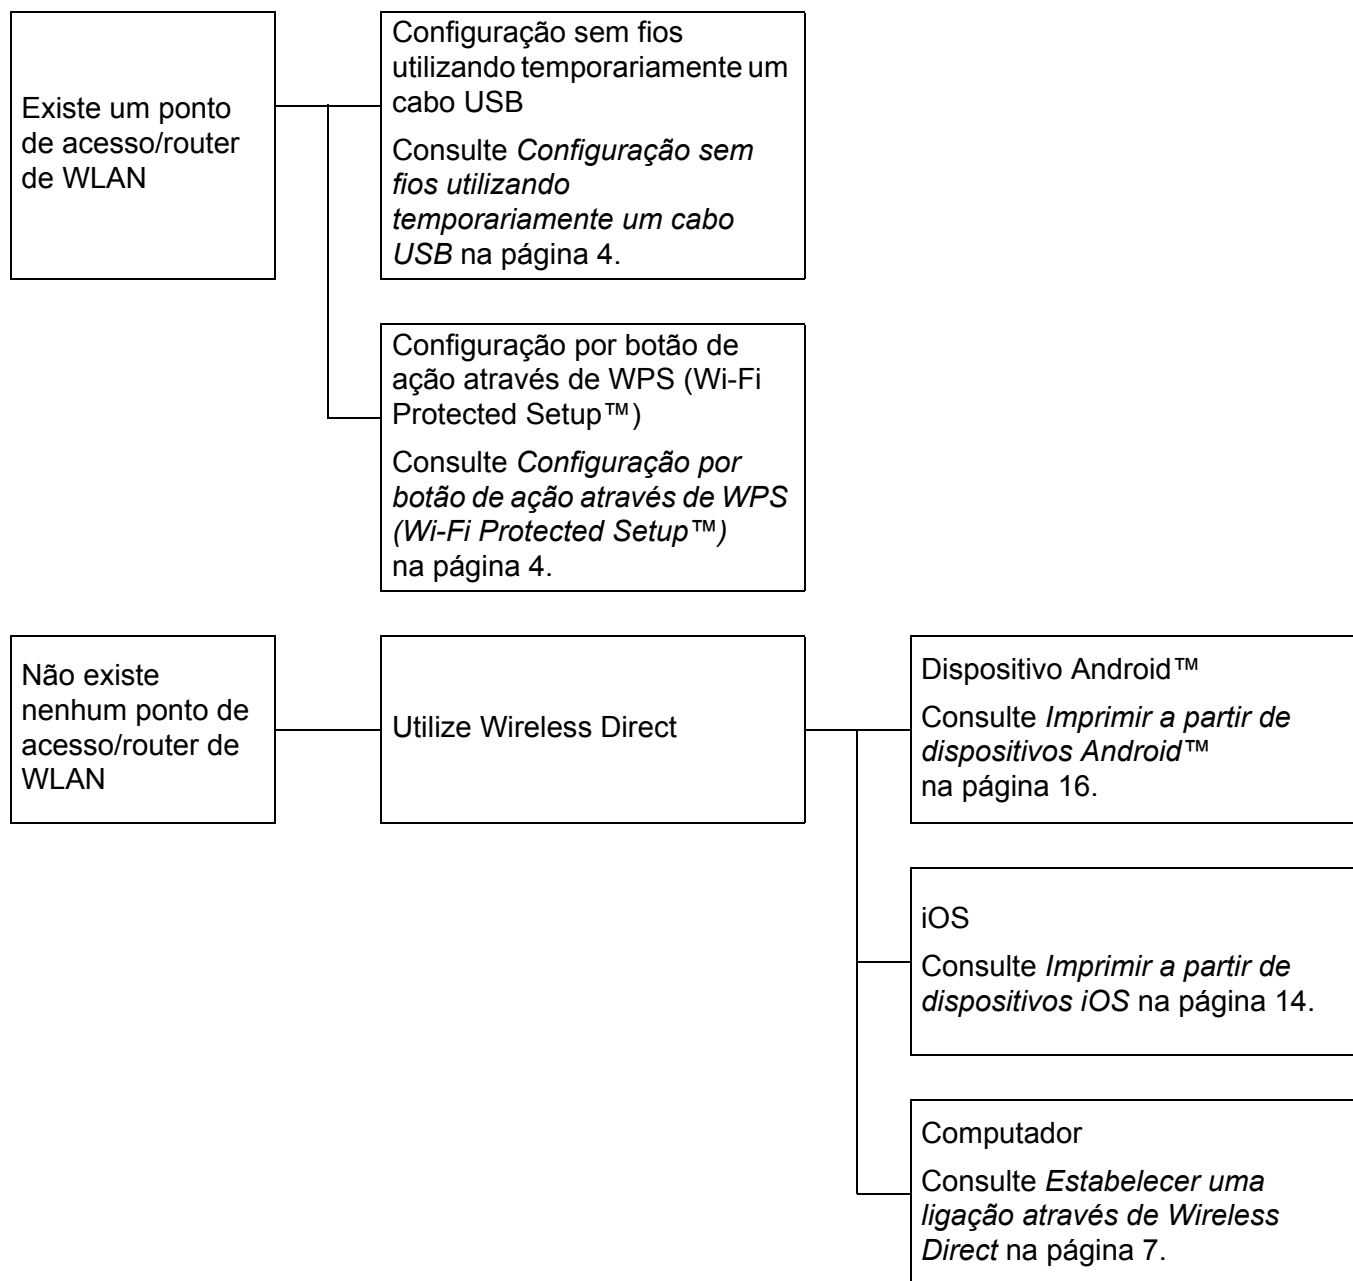 Existe um ponto
de acesso/router
de WLAN
Configuração sem fios
utilizando temporariamente um
cabo USB
Consulte Configuração sem
fios utilizando
temporariamente um cabo
USB na página 4.
Configuração por botão de
ação através de WPS (Wi-Fi
Protected Setup™)
Consulte Configuração por
botão de ação através de WPS
(Wi-Fi Protected Setup™)
na página 4.
Não existe
nenhum ponto de
acesso/router de
WLAN
Utilize Wireless Direct
Dispositivo Android™
Consulte Imprimir a partir de
dispositivos Android™
na página 16.
iOS
Consulte Imprimir a partir de
dispositivos iOS na página 14.
Computador
Consulte Estabelecer uma
ligação através de Wireless
Direct na página 7.